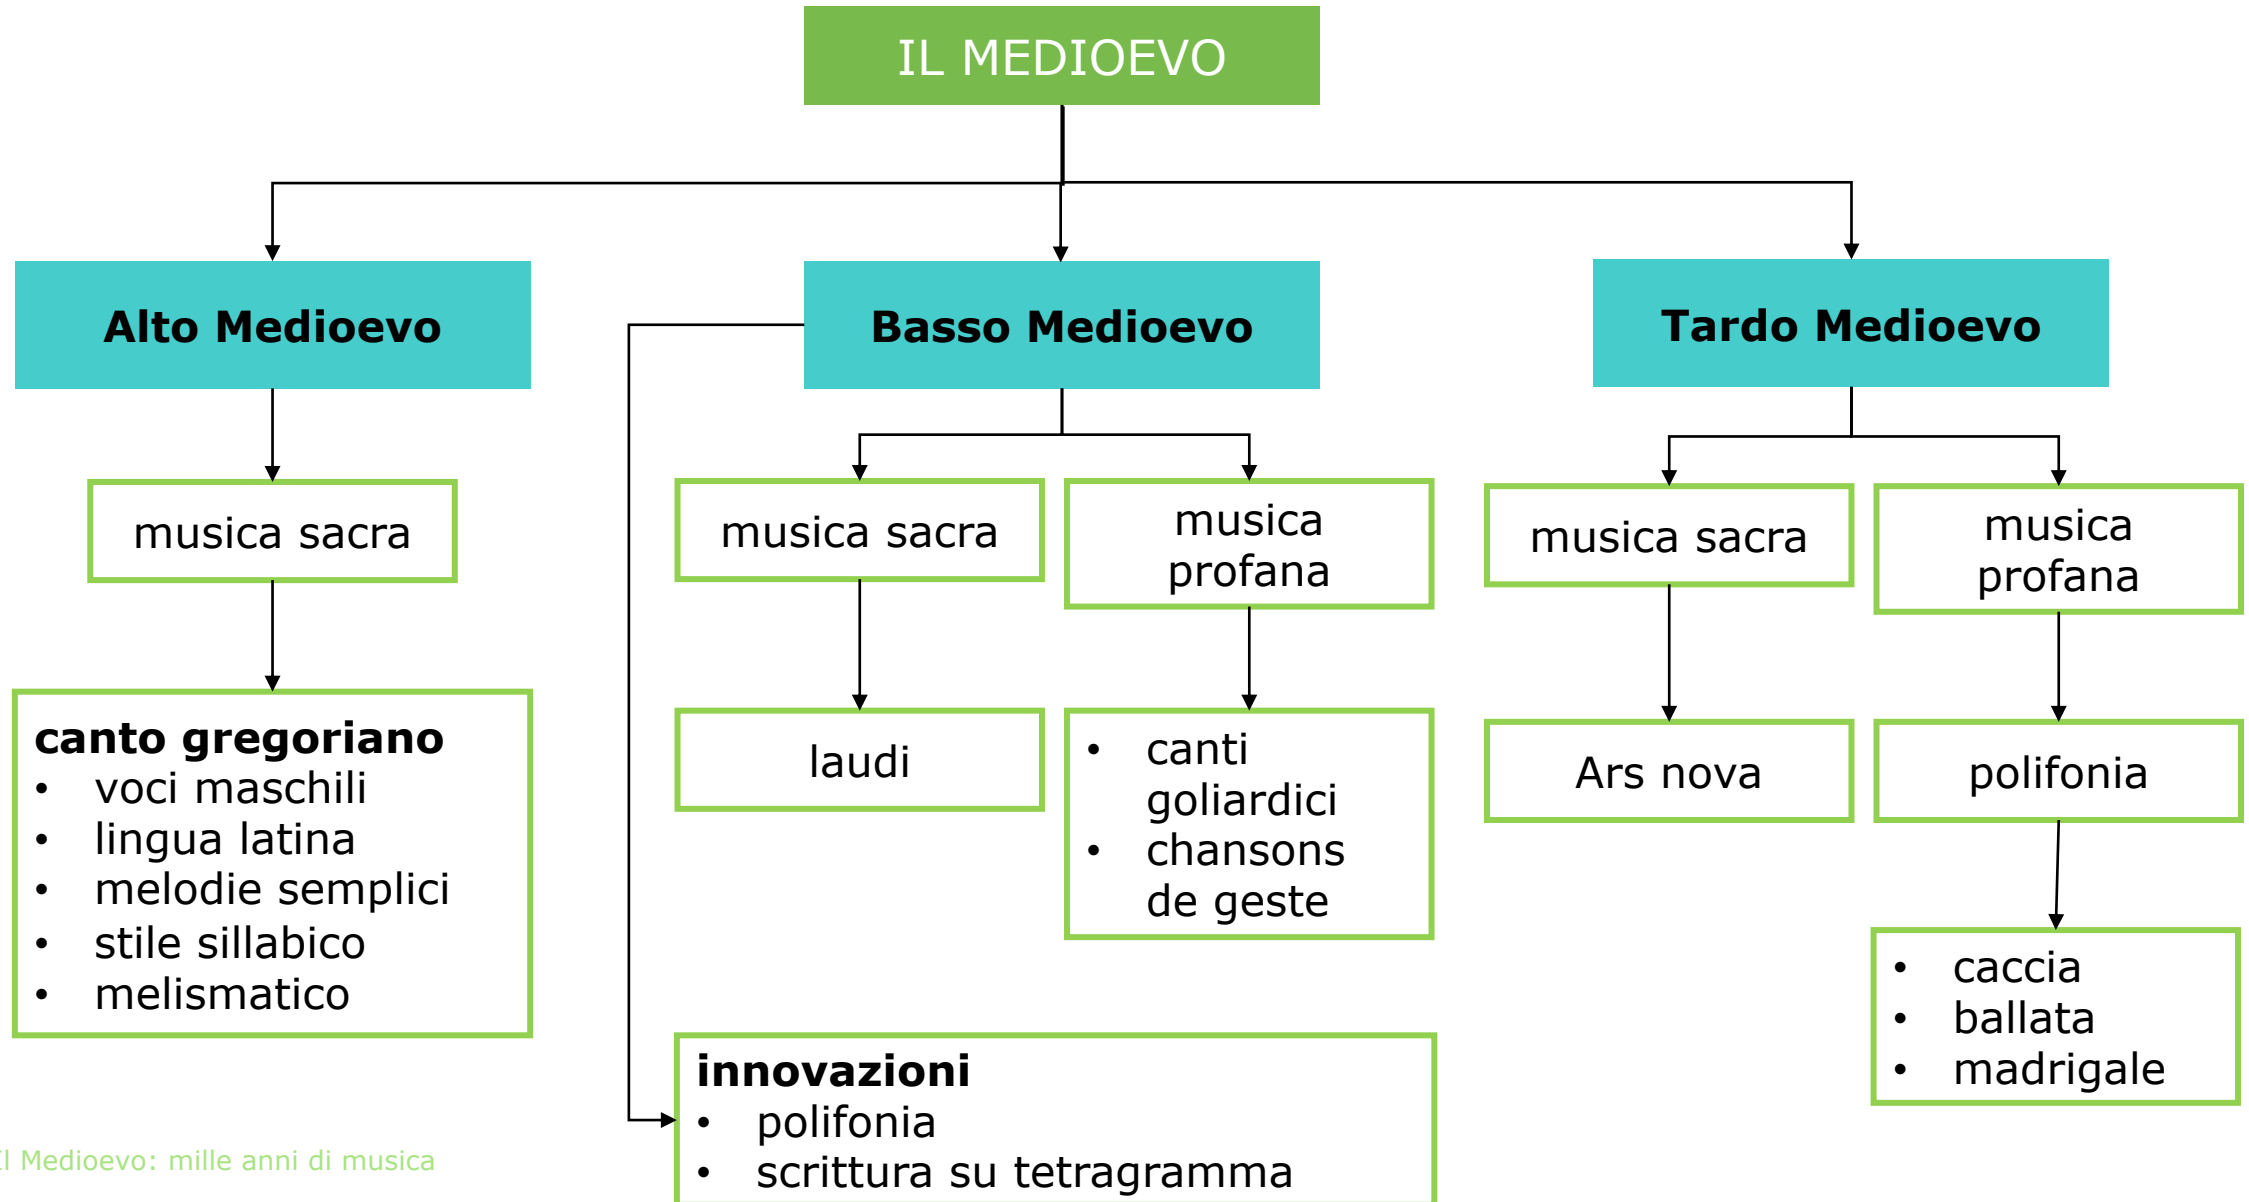 IL MEDIOEVO
Alto Medioevo
Basso Medioevo
Tardo Medioevo
musica sacra
musica sacra
musica
profana
musica sacra
musica
profana
canto gregoriano
• voci maschili
• lingua latina
• melodie semplici
• stile sillabico
• melismatico
laudi
• canti
goliardici
• chansons
de geste
Ars nova
polifonia
• caccia
• ballata
• madrigale
innovazioni
• polifonia
• scrittura su tetragramma
Il Medioevo: mille anni di musica